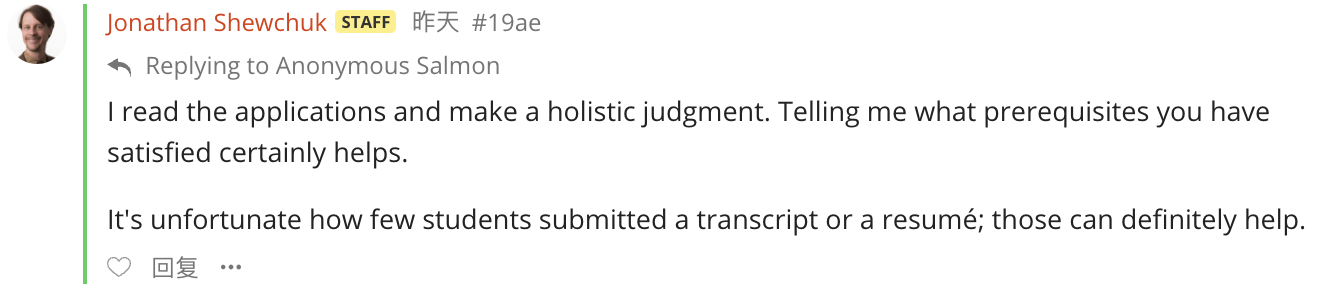 Jonathan Shewchuk STAFF 昨天 #19ae
Replying to Anonymous Salmon
I read the applications and make a holistic judgment. Telling me what prerequisites you have
satisfied certainly helps.
It's unfortunate how few students submitted a transcript or a resumé; those can definitely help.
回复 ···